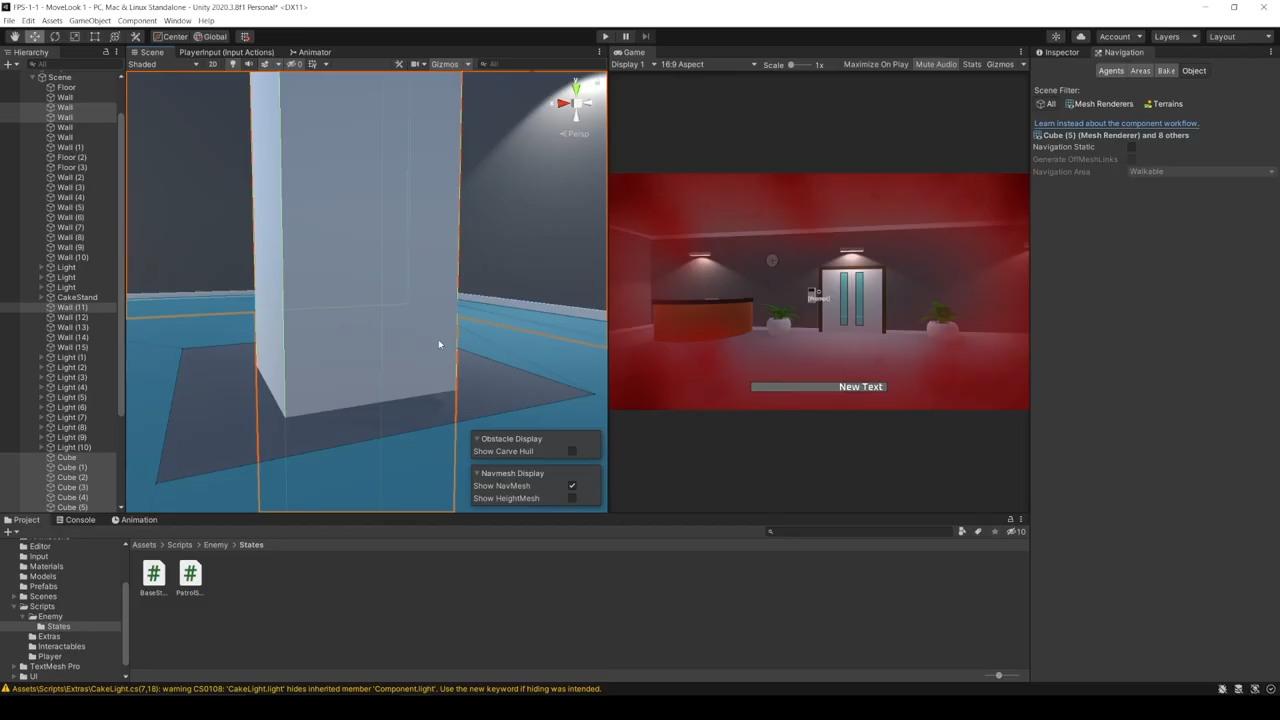 FPS-1-1 - MoveLook 1 - PC, Mac & Linux Standalone - Unity 2020.3.8f1 Personal* <DX11>
File Edit Assets GameObject Component Window Help
Center Global Account Layers Layout
Hierarchy Scene PlayerInput (Input Actions) Animator Game Inspector Navigation
All Shaded 2D 0 Gizmos All Display 1 16:9 Aspect Scale 1x Maximize On Play Mute Audio Stats Gizmos
Agents Areas Bake Object
Scene
Floor
Wall
Wall
Wall
Wall
Wall
Wall (1)
Floor (2)
Floor (3)
Wall (2)
Wall (3)
Wall (4)
Wall (5)
Wall (6)
Wall (7)
Wall (8)
Wall (9)
Wall (10)
Light
Light
Light
CakeStand
Wall (11)
Wall (12)
Wall (13)
Wall (14)
Wall (15)
Light (1)
Light (2)
Light (3)
Light (4)
Light (5)
Light (6)
Light (7)
Light (8)
Light (9)
Light (10)
Cube
Cube (1)
Cube (2)
Cube (3)
Cube (4)
Cube (5)
y
x
Persp
Obstacle Display
Show Carve Hull
Navmesh Display
Show NavMesh
Show HeightMesh
[Prompt]
New Text
Scene Filter:
All Mesh Renderers Terrains
Learn instead about the component workflow.
Cube (5) (Mesh Renderer) and 8 others
Navigation Static
Generate OffMeshLinks
Navigation Area Walkable
Project Console Animation
10
Editor
Input
Materials
Models
Prefabs
Scenes
Scripts
Enemy
States
Extras
Interactables
Player
TextMesh Pro
UI
Assets Scripts Enemy States
BaseSt... PatrolS...
Assets\Scripts\Extras\CakeLight.cs(7,18): warning CS0108: 'CakeLight.light' hides inherited member 'Component.light'. Use the new keyword if hiding was intended.